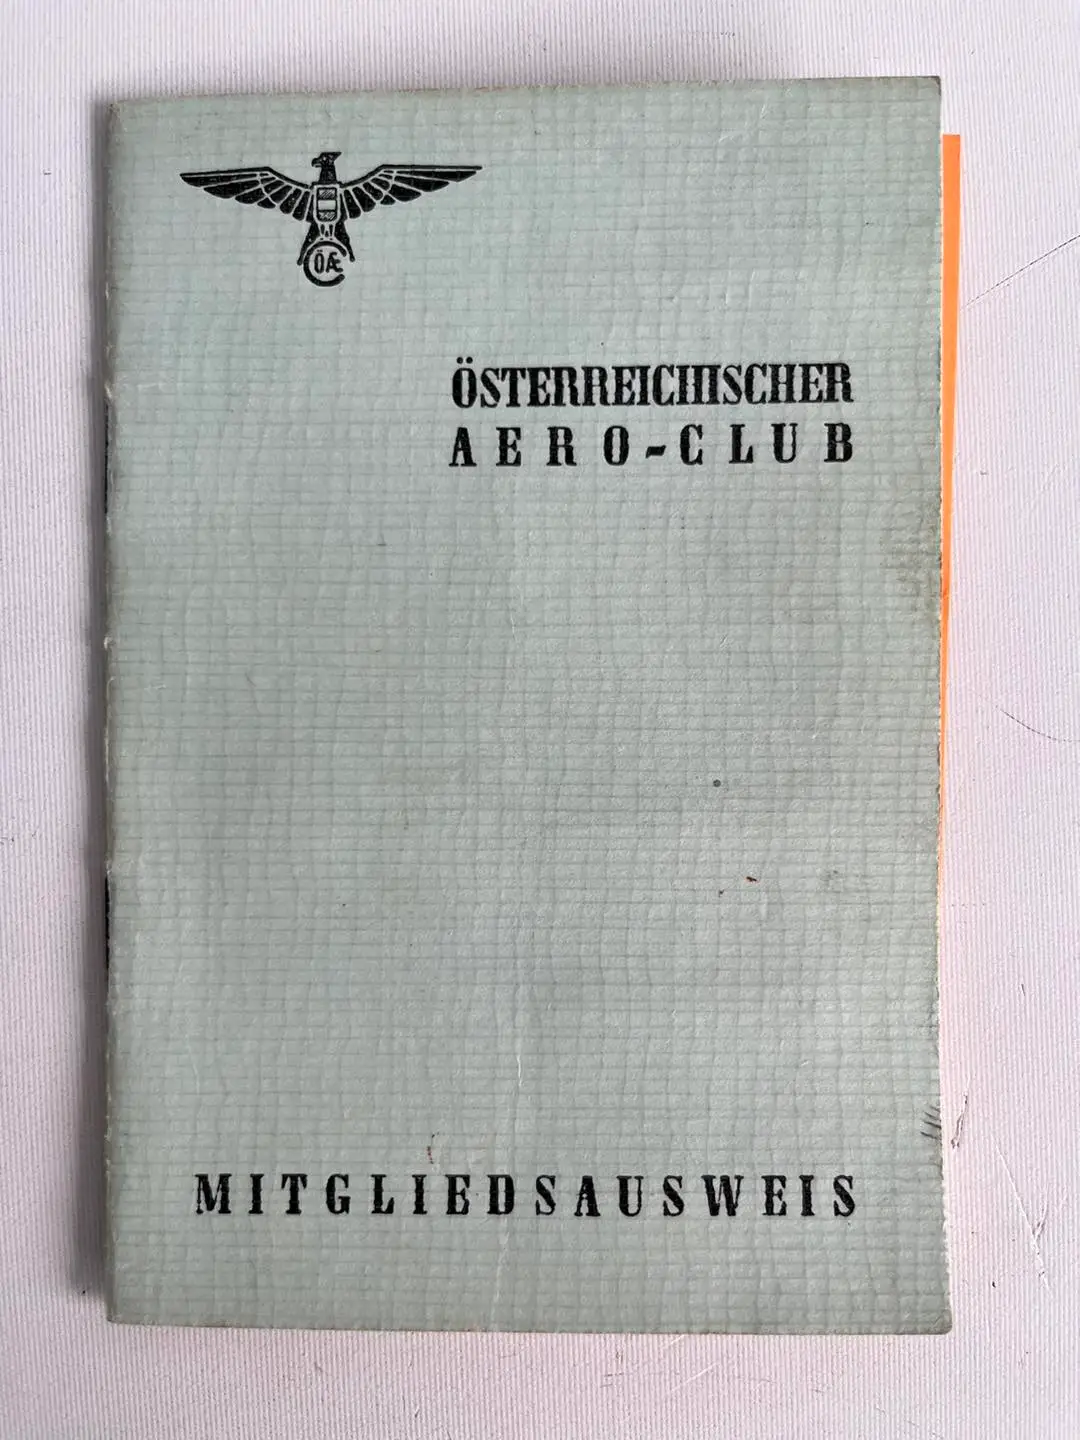 ÖAeC
ÖSTERREICHISCHER
AERO-CLUB
MITGLIEDSAUSWEIS